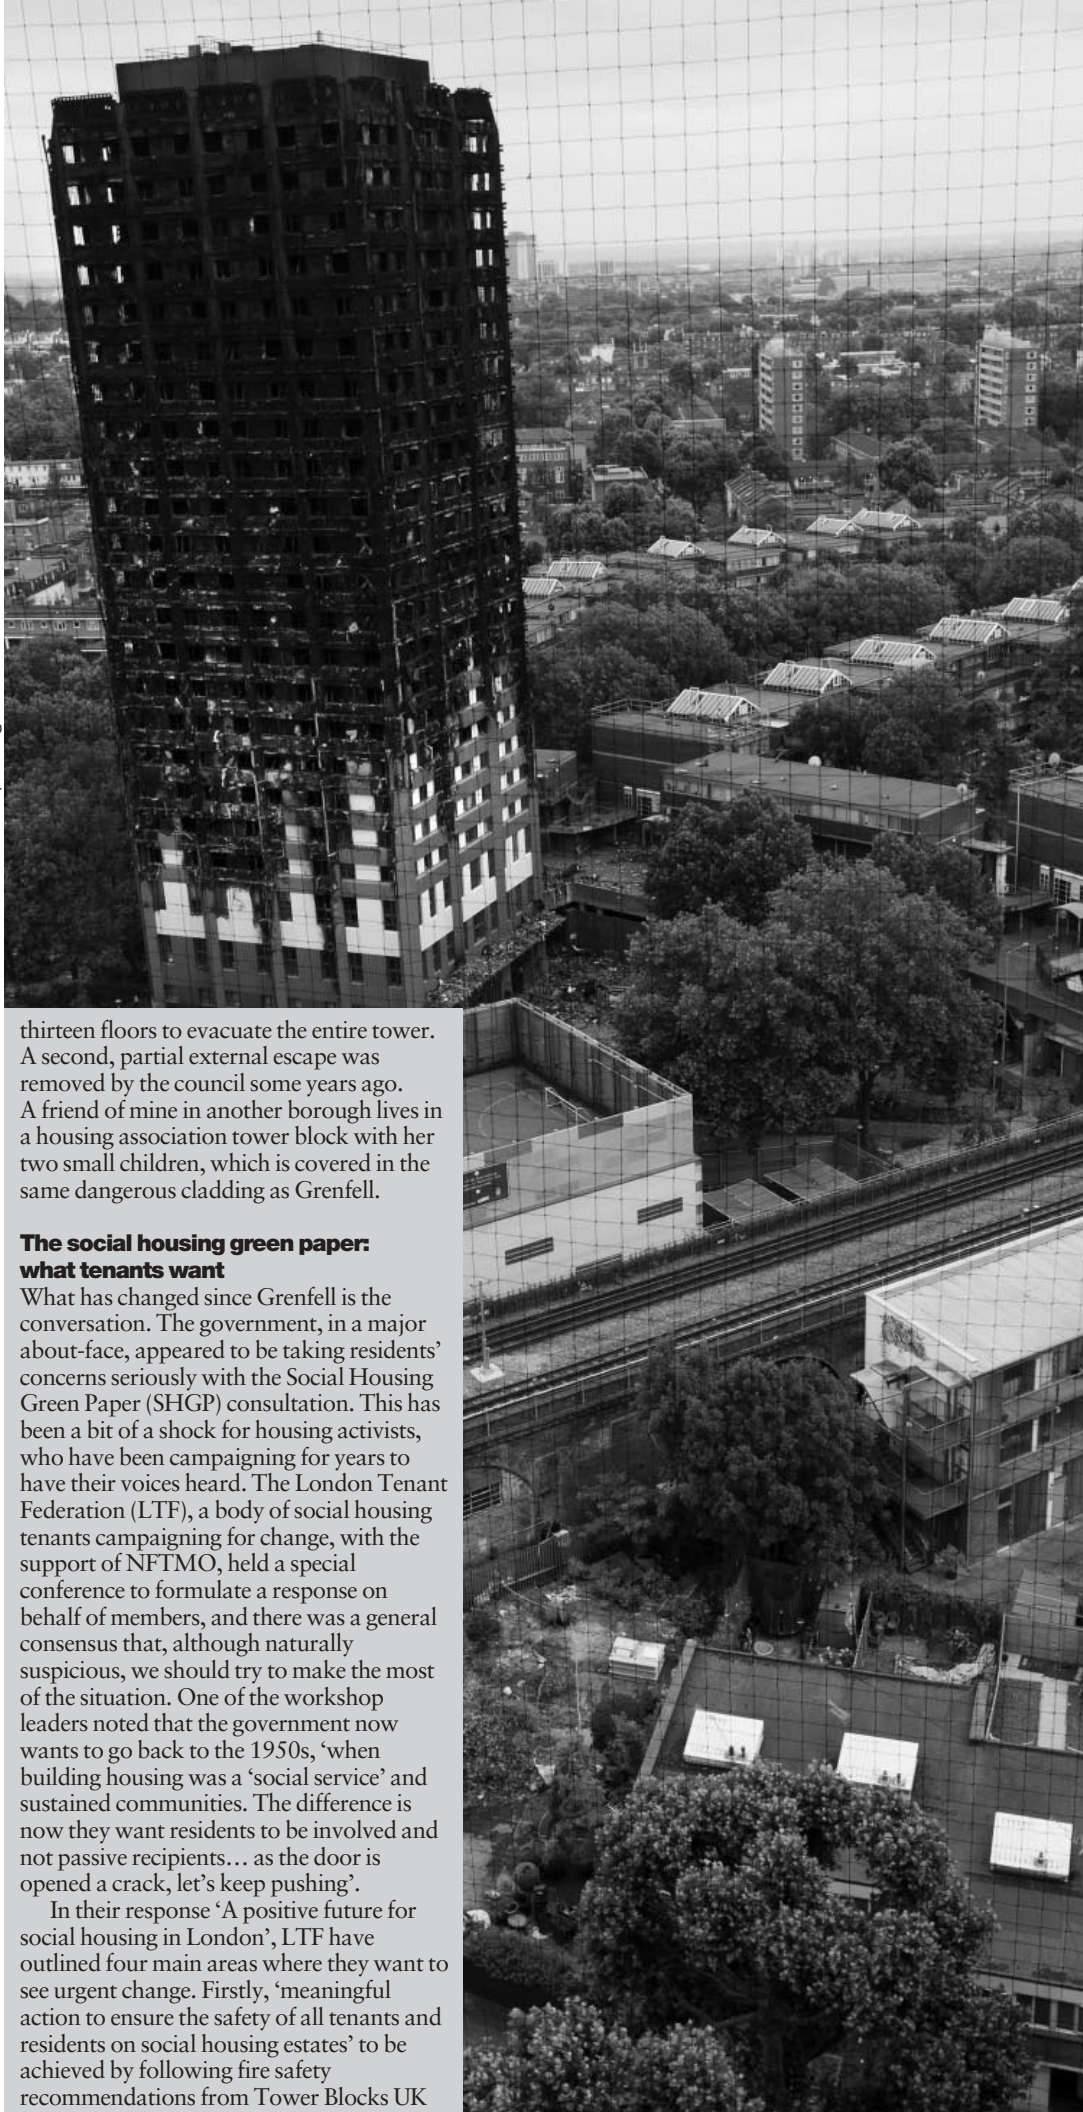 thirteen floors to evacuate the entire tower.
A second, partial external escape was
removed by the council some years ago.
A friend of mine in another borough lives in
a housing association tower block with her
two small children, which is covered in the
same dangerous cladding as Grenfell.
The social housing green paper:
what tenants want
What has changed since Grenfell is the
conversation. The government, in a major
about-face, appeared to be taking residents’
concerns seriously with the Social Housing
Green Paper (SHGP) consultation. This has
been a bit of a shock for housing activists,
who have been campaigning for years to
have their voices heard. The London Tenant
Federation (LTF), a body of social housing
tenants campaigning for change, with the
support of NFTMO, held a special
conference to formulate a response on
behalf of members, and there was a general
consensus that, although naturally
suspicious, we should try to make the most
of the situation. One of the workshop
leaders noted that the government now
wants to go back to the 1950s, ‘when
building housing was a ‘social service’ and
sustained communities. The difference is
now they want residents to be involved and
not passive recipients… as the door is
opened a crack, let’s keep pushing’.
In their response ‘A positive future for
social housing in London’, LTF have
outlined four main areas where they want to
see urgent change. Firstly, ‘meaningful
action to ensure the safety of all tenants and
residents on social housing estates’ to be
achieved by following fire safety
recommendations from Tower Blocks UK